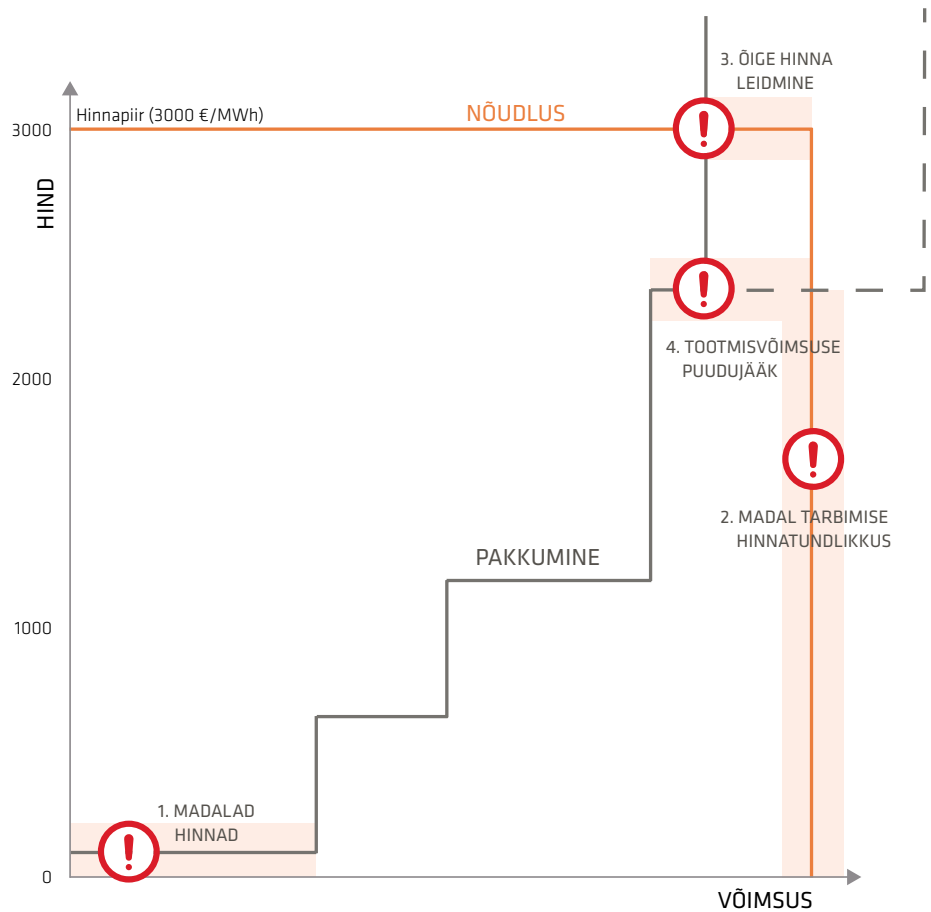 3. ÕIGE HINNA
LEIDMINE
Hinnapiir (3000 €/MWh)
NÕUDLUS
3000
HIND
4. TOOTMISVÕIMSUSE
PUUDUJÄÄK
2000
2. MADAL TARBIMISE
HINNATUNDLIKKUS
PAKKUMINE
1000
1. MADALAD
HINNAD
0
VÕIMSUS